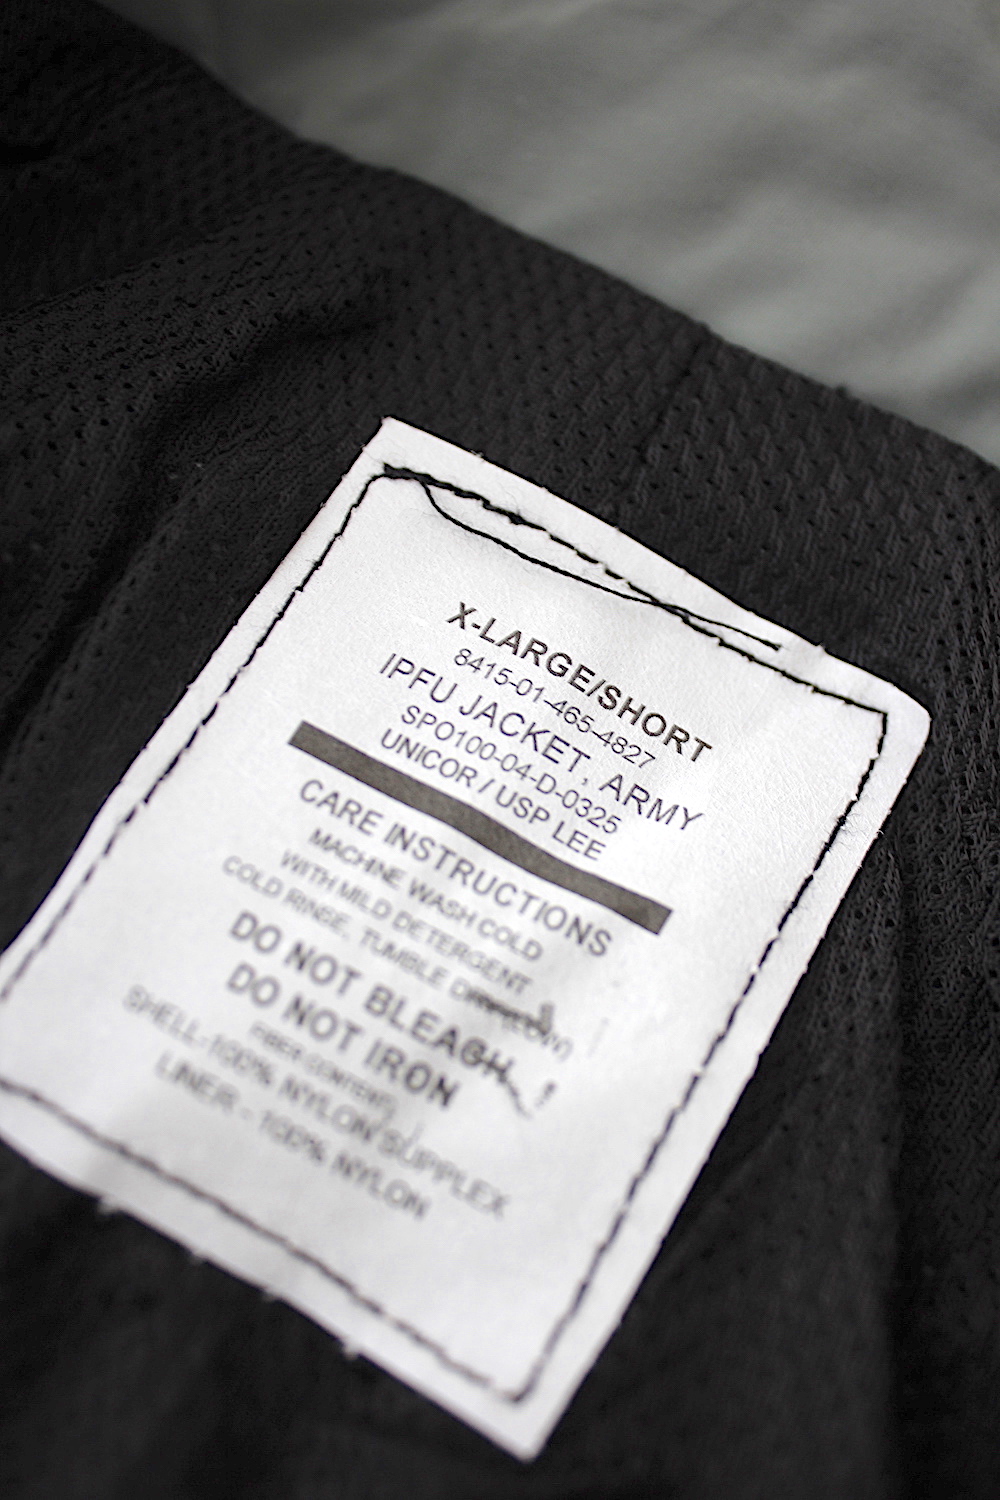 X-LARGE/SHORT
8415-01-465-4827
IPFU JACKET, ARMY
SPO100-04-D-0325
UNICOR / USP LEE
CARE INSTRUCTIONS
MACHINE WASH COLD
WITH MILD DETERGENT
COLD RINSE, TUMBLE DRY(LOW)
DO NOT BLEACH
DO NOT IRON
FIBER CONTENT:
SHELL-100% NYLON SUPPLEX
LINER - 100% NYLON